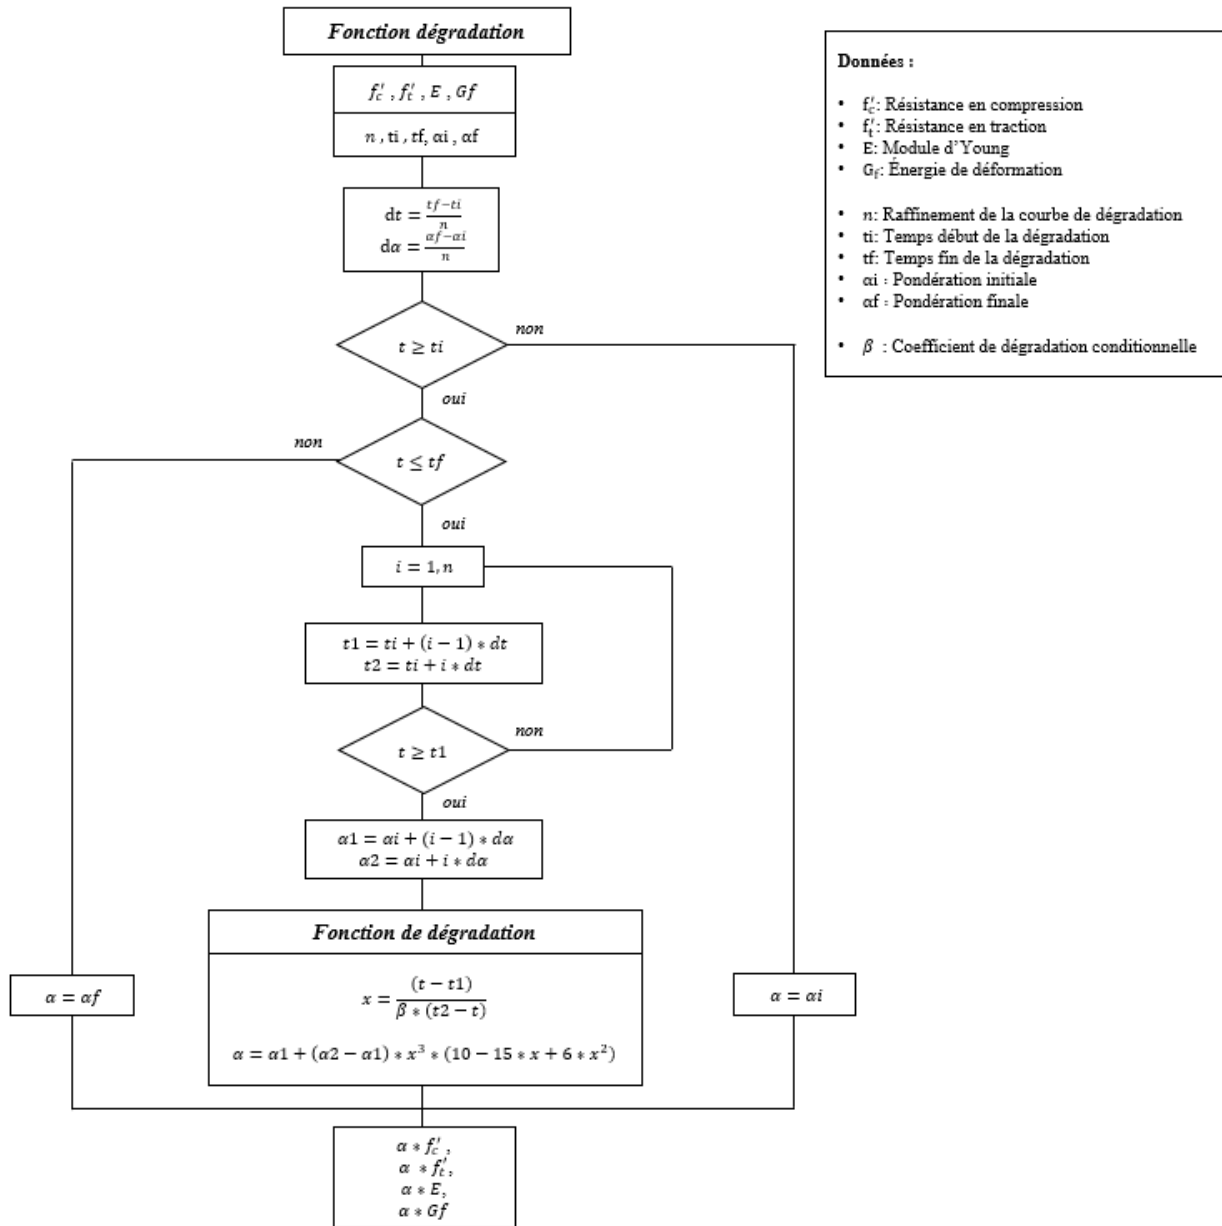 Fonction dégradation
f'c , f't , E , Gf
n , ti , tf, αi , αf
dt = (tf−ti)/n
dα = (αf−αi)/n
t ≥ ti
non
oui
t ≤ tf
non
oui
i = 1, n
t1 = ti + (i − 1) ∗ dt
t2 = ti + i ∗ dt
t ≥ t1
non
oui
α1 = αi + (i − 1) ∗ dα
α2 = αi + i ∗ dα
Fonction de dégradation
x = (t − t1)/(β ∗ (t2 − t))
α = α1 + (α2 − α1) ∗ x³ ∗ (10 − 15 ∗ x + 6 ∗ x²)
α = αf
α = αi
α ∗ f'c ,
α ∗ f't,
α ∗ E,
α ∗ Gf
Données :
• f'c: Résistance en compression
• f't: Résistance en traction
• E: Module d'Young
• Gf: Énergie de déformation
• n: Raffinement de la courbe de dégradation
• ti: Temps début de la dégradation
• tf: Temps fin de la dégradation
• αi : Pondération initiale
• αf : Pondération finale
• β : Coefficient de dégradation conditionnelle